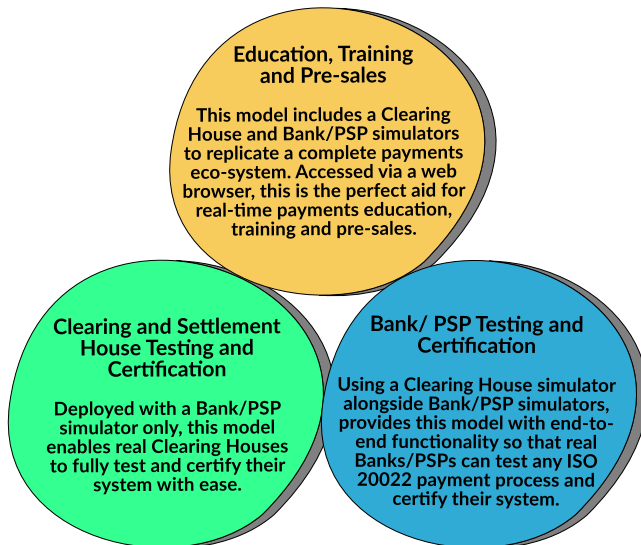 Education, Training
and Pre-sales
This model includes a Clearing
House and Bank/PSP simulators
to replicate a complete payments
eco-system. Accessed via a web
browser, this is the perfect aid for
real-time payments education,
training and pre-sales.
Clearing and Settlement
House Testing and
Certification
Deployed with a Bank/PSP
simulator only, this model
enables real Clearing Houses
to fully test and certify their
system with ease.
Bank/ PSP Testing and
Certification
Using a Clearing House simulator
alongside Bank/PSP simulators,
provides this model with end-to-
end functionality so that real
Banks/PSPs can test any ISO
20022 payment process and
certify their system.